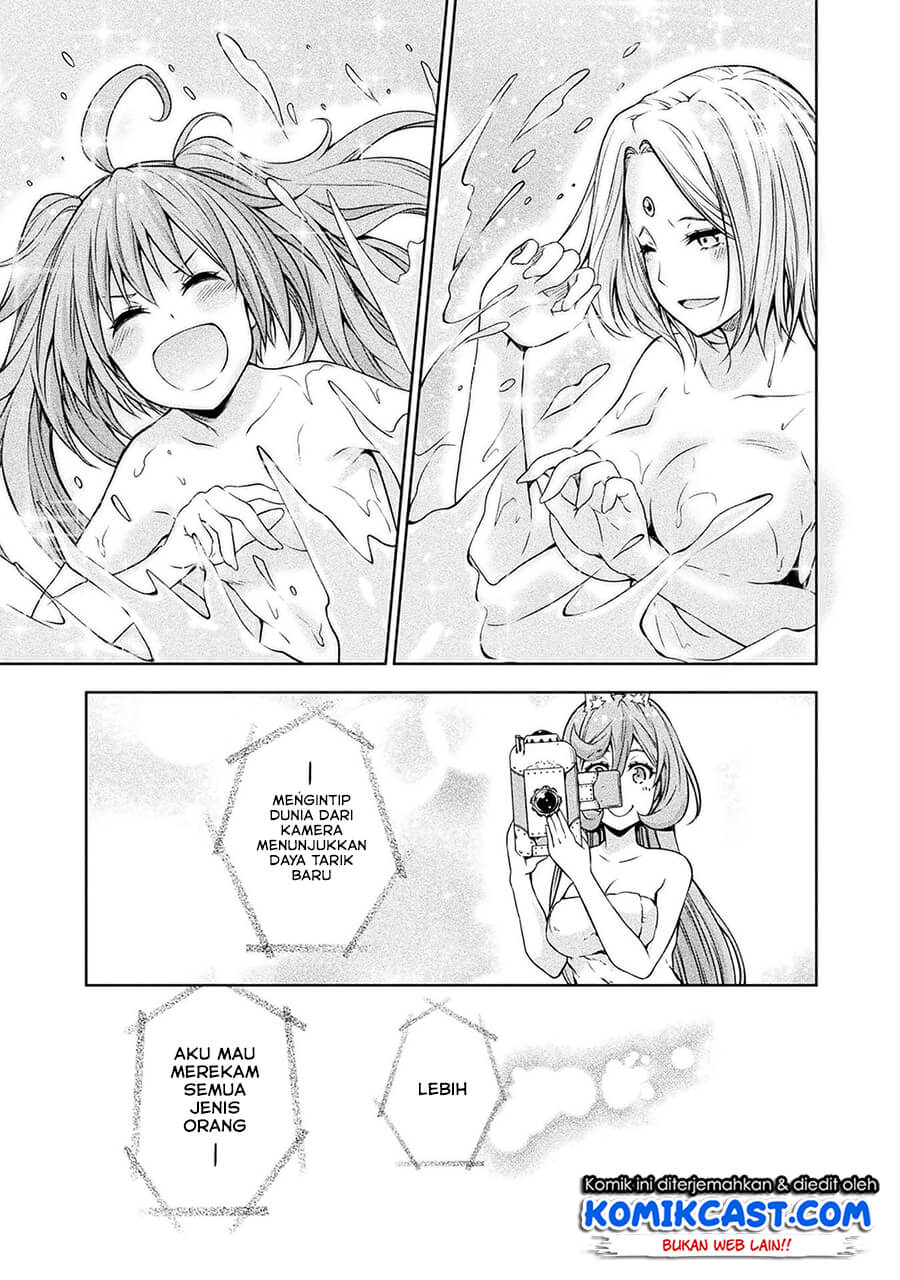 MENGINTIP
DUNIA DARI
KAMERA
MENUNJUKKAN
DAYA TARIK
BARU
LEBIH
AKU MAU
MEREKAM
SEMUA
JENIS
ORANG
Komik ini diterjemahkan & diedit oleh
KOMIKCAST.COM
BUKAN WEB LAIN!!